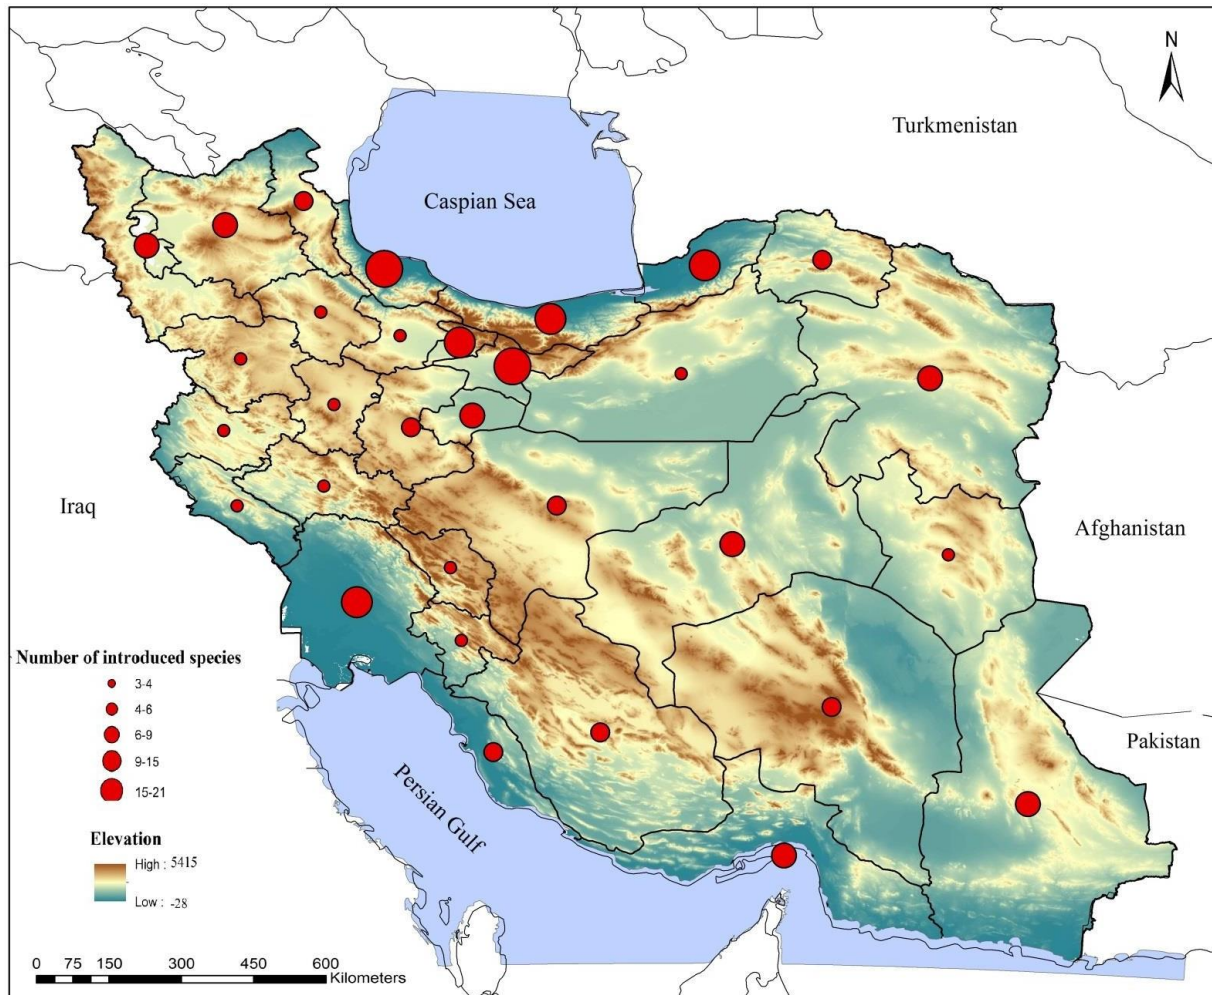 N
Turkmenistan
Caspian Sea
Iraq
Afghanistan
Number of introduced species
3-4
4-6
6-9
9-15
15-21
Pakistan
Persian Gulf
Elevation
High : 5415
Low : -28
0 75 150 300 450 600
Kilometers